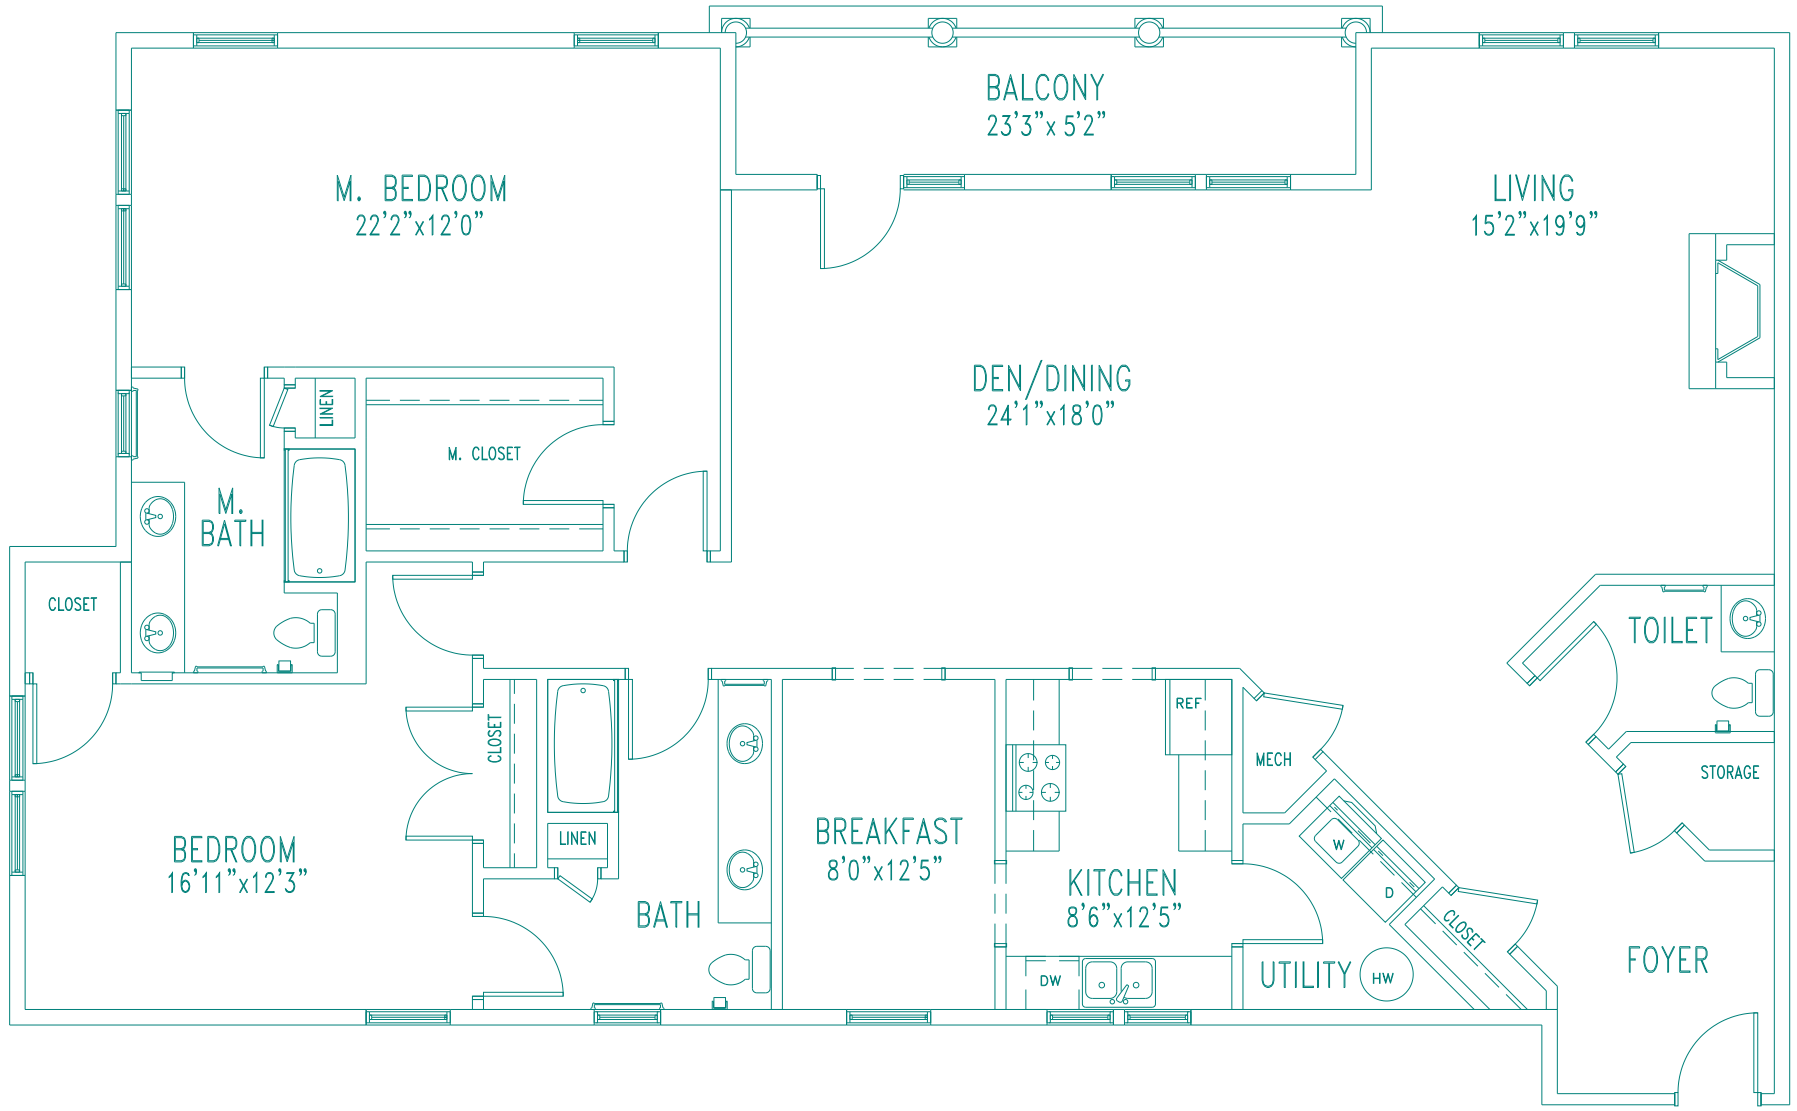 BALCONY
23'3"x 5'2"
M. BEDROOM
22'2"x12'0"
LIVING
15'2"x19'9"
DEN/DINING
24'1"x18'0"
LINEN
M. CLOSET
M.
BATH
CLOSET
TOILET
REF
CLOSET
MECH
STORAGE
BEDROOM
16'11"x12'3"
LINEN
BREAKFAST
8'0"x12'5"
W
D
KITCHEN
8'6"x12'5"
BATH
CLOSET
FOYER
UTILITY
HW
DW